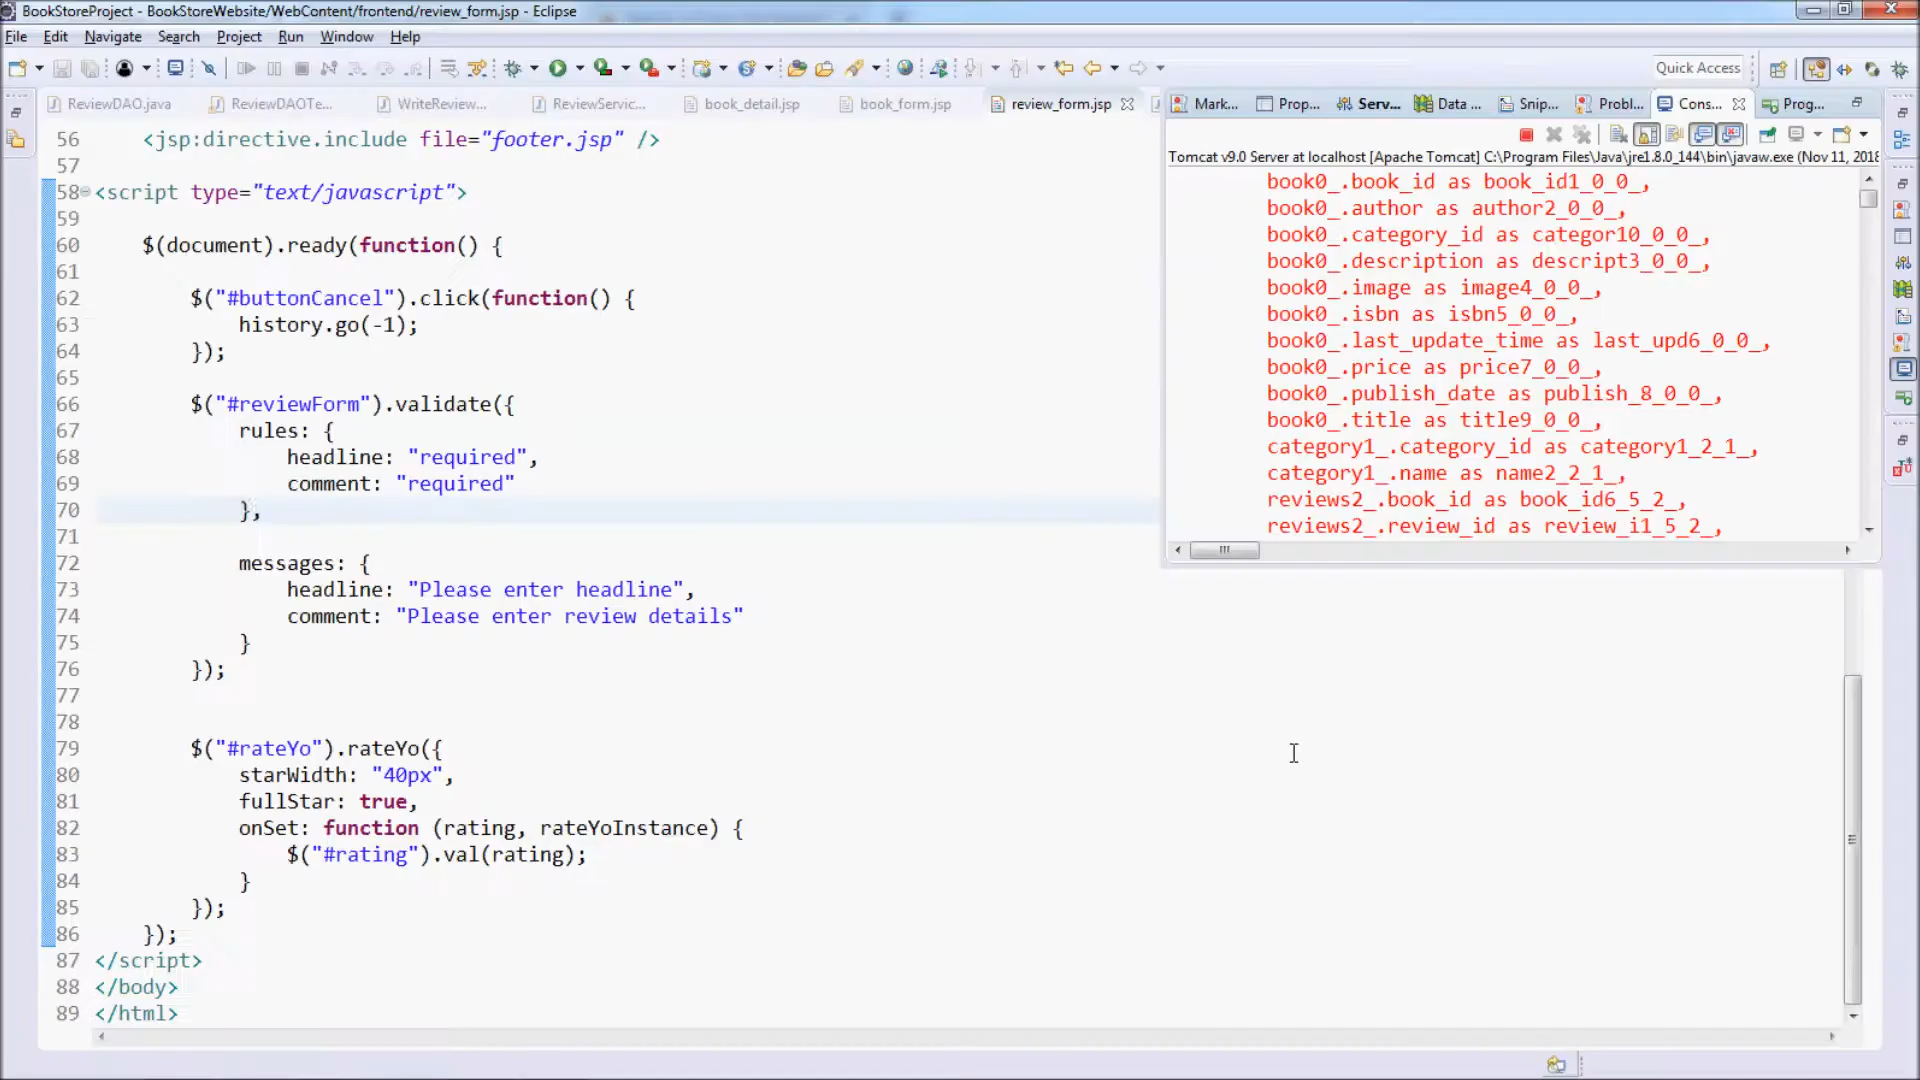 BookStoreProject - BookStoreWebsite/WebContent/frontend/review_form.jsp - Eclipse
File Edit Navigate Search Project Run Window Help
Quick Access
ReviewDAO.java ReviewDAOTe... WriteReview... ReviewServic... book_detail.jsp book_form.jsp review_form.jsp
Mark... Prop... Serv... Data ... Snip... Probl... Cons... Prog...
Tomcat v9.0 Server at localhost [Apache Tomcat] C:\Program Files\Java\jre1.8.0_144\bin\javaw.exe (Nov 11, 2018
book0_.book_id as book_id1_0_0_,
book0_.author as author2_0_0_,
book0_.category_id as categor10_0_0_,
book0_.description as descript3_0_0_,
book0_.image as image4_0_0_,
book0_.isbn as isbn5_0_0_,
book0_.last_update_time as last_upd6_0_0_,
book0_.price as price7_0_0_,
book0_.publish_date as publish_8_0_0_,
book0_.title as title9_0_0_,
category1_.category_id as category1_2_1_,
category1_.name as name2_2_1_,
reviews2_.book_id as book_id6_5_2_,
reviews2_.review_id as review_i1_5_2_,
56 <jsp:directive.include file="footer.jsp" />
57
58 <script type="text/javascript">
59
60 $(document).ready(function() {
61
62 $("#buttonCancel").click(function() {
63 history.go(-1);
64 });
65
66 $("#reviewForm").validate({
67 rules: {
68 headline: "required",
69 comment: "required"
70 },
71
72 messages: {
73 headline: "Please enter headline",
74 comment: "Please enter review details"
75 }
76 });
77
78
79 $("#rateYo").rateYo({
80 starWidth: "40px",
81 fullStar: true,
82 onSet: function (rating, rateYoInstance) {
83 $("#rating").val(rating);
84 }
85 });
86 });
87 </script>
88 </body>
89 </html>